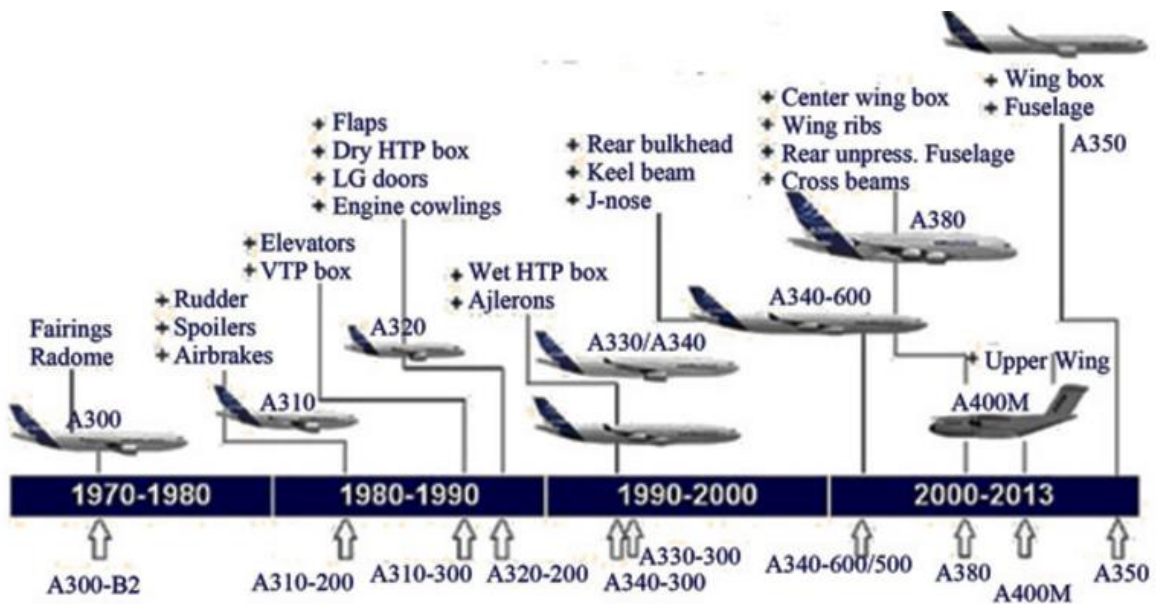 + Wing box
+ Fuselage
A350
+ Center wing box
+ Wing ribs
+ Rear unpress. Fuselage
+ Cross beams
A380
+ Flaps
+ Dry HTP box
+ LG doors
+ Engine cowlings
+ Rear bulkhead
+ Keel beam
+ J-nose
+ Elevators
+ VTP box
+ Wet HTP box
+ Ajlerons
A340-600
+ Rudder
+ Spoilers
+ Airbrakes
Fairings
Radome
A320
A330/A340
+ Upper Wing
A300
A310
A400M
1970-1980
1980-1990
1990-2000
2000-2013
A300-B2
A310-200
A310-300
A320-200
A330-300
A340-300
A340-600/500
A380
A400M
A350